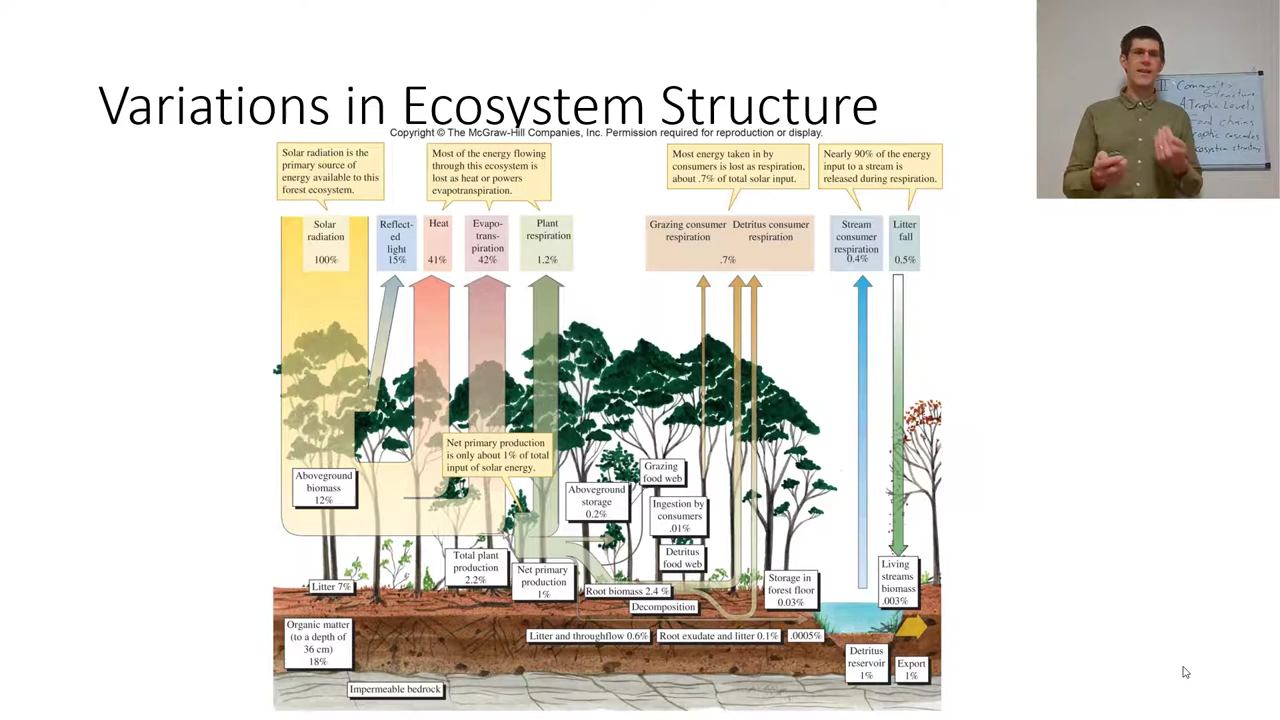 Variations in Ecosystem Structure
Copyright © The McGraw-Hill Companies, Inc. Permission required for reproduction or display.
Solar radiation is the
primary source of
energy available to this
forest ecosystem.
Most of the energy flowing
through this ecosystem is
lost as heat or powers
evapotranspiration.
Most energy taken in by
consumers is lost as respiration,
about .7% of total solar input.
Nearly 90% of the energy
input to a stream is
released during respiration.
Solar
radiation
100%
Reflect-
ed
light
15%
Heat
41%
Evapo-
trans-
piration
42%
Plant
respiration
1.2%
Grazing consumer
respiration
Detritus consumer
respiration
.7%
Stream
consumer
respiration
0.4%
Litter
fall
0.5%
Net primary production
is only about 1% of total
input of solar energy.
Aboveground
biomass
12%
Aboveground
storage
0.2%
Grazing
food web
Ingestion by
consumers
.01%
Detritus
food web
Total plant
production
2.2%
Net primary
production
1%
Root biomass 2.4 %
Decomposition
Storage in
forest floor
0.03%
Living
streams
biomass
.003%
Litter 7%
Organic matter
(to a depth of
36 cm)
18%
Litter and throughflow 0.6%
Root exudate and litter 0.1%
.0005%
Detritus
reservoir
1%
Export
1%
Impermeable bedrock
II Community
Structure
A. Trophic Levels
Food chains
trophic cascades